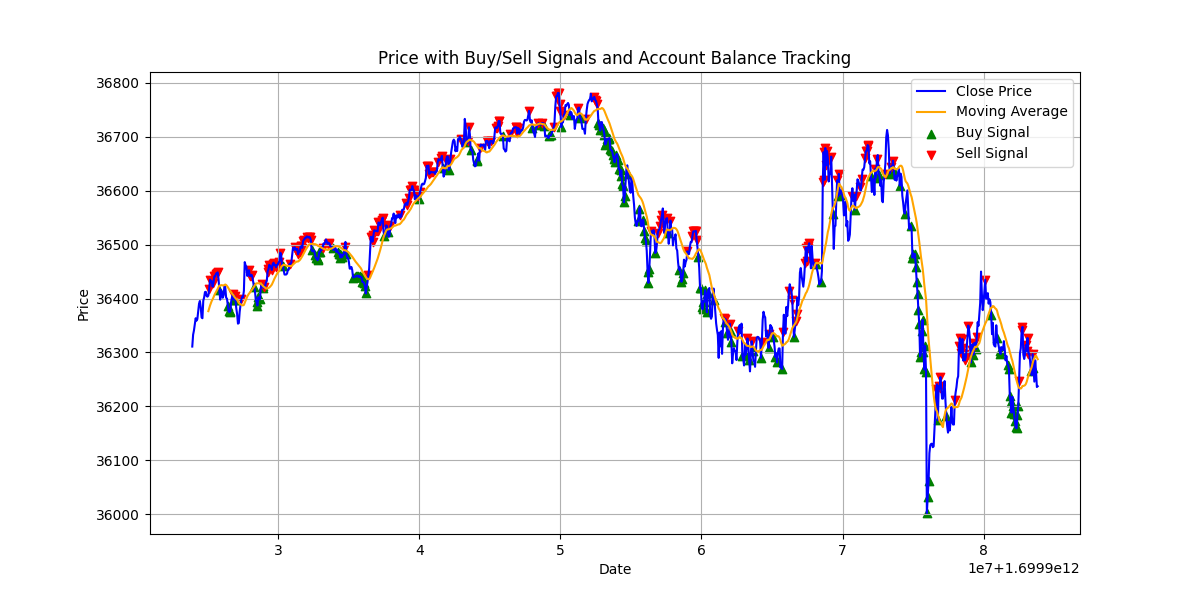 Price with Buy/Sell Signals and Account Balance Tracking
36800
36700
36600
36500
36400
36300
36200
36100
36000
Price
Close Price
Moving Average
Buy Signal
Sell Signal
3 4 5 6 7 8
Date
1e7+1.6999e12